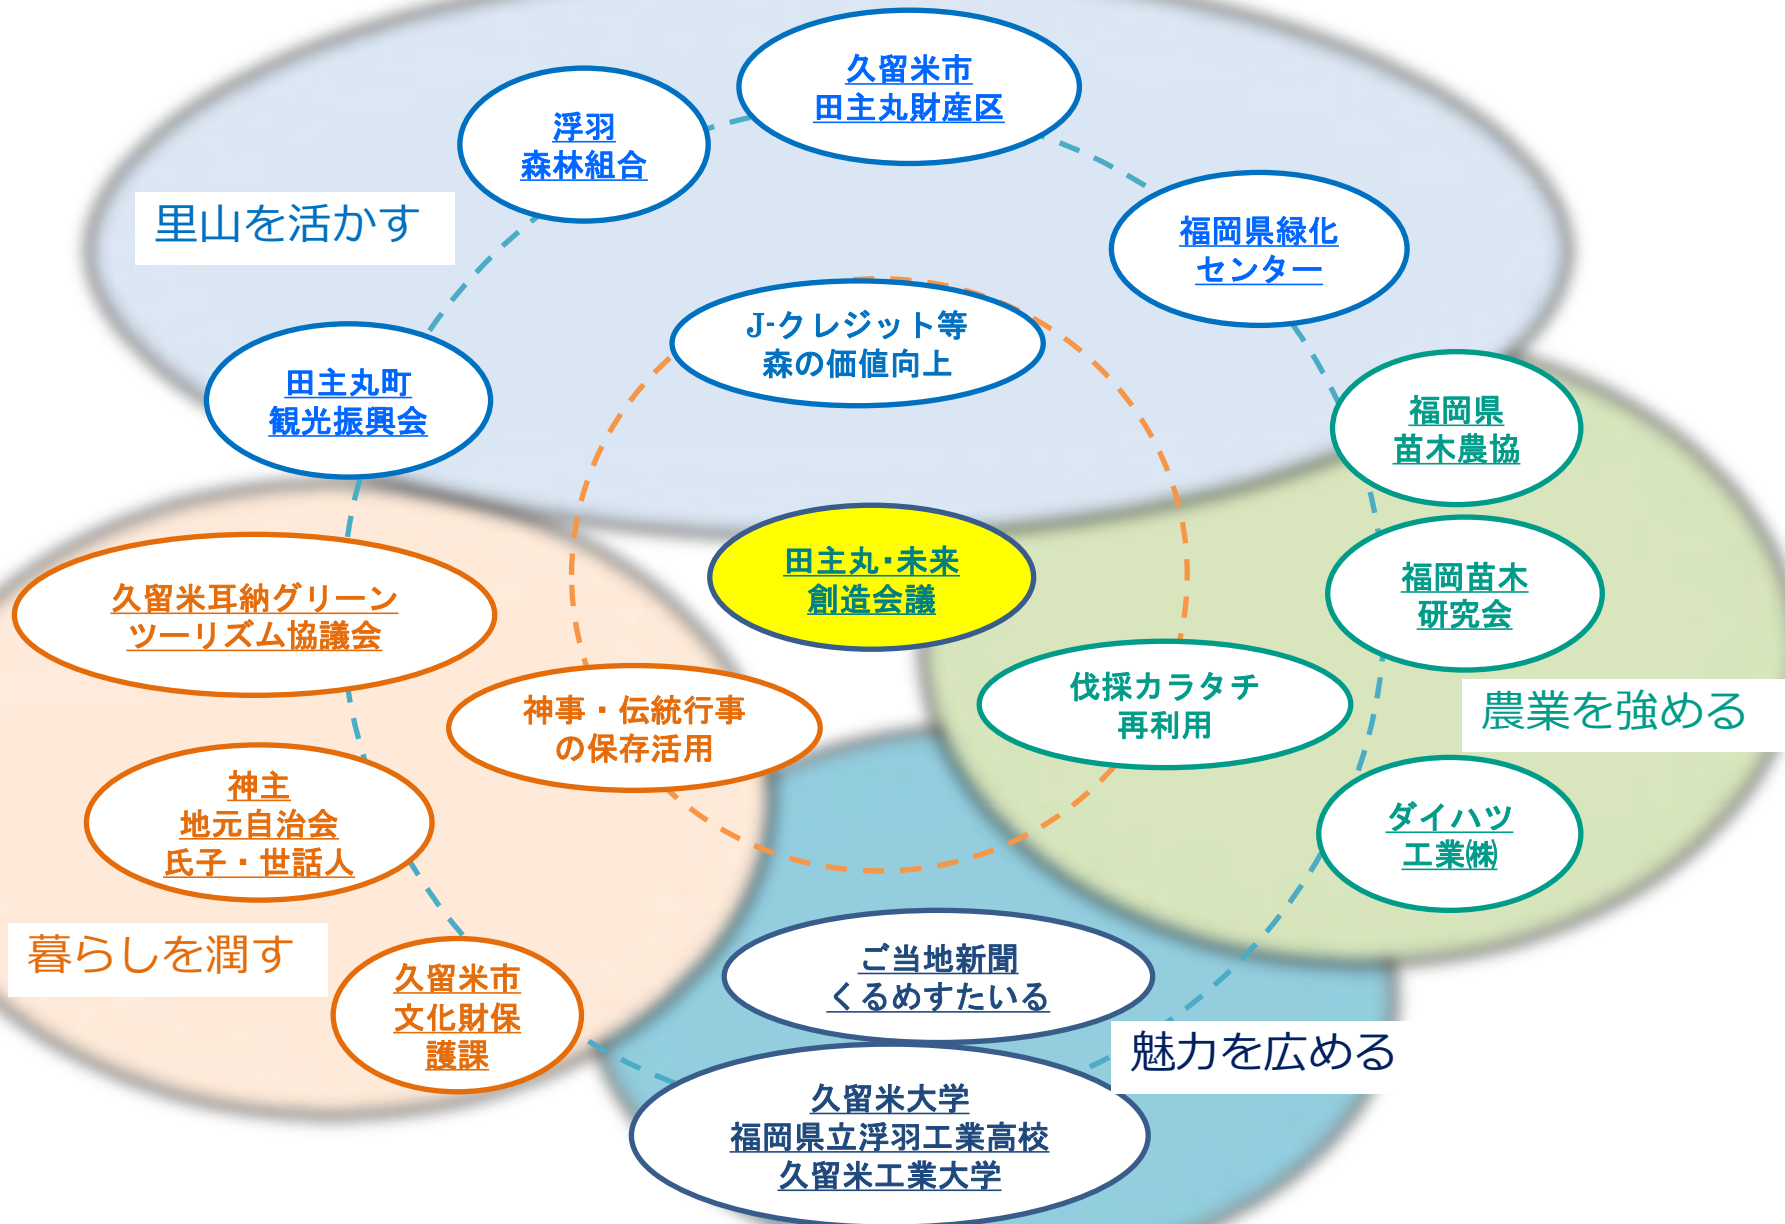 久留米市
田主丸財産区
浮羽
森林組合
里山を活かす
福岡県緑化
センター
J-クレジット等
森の価値向上
田主丸町
観光振興会
福岡県
苗木農協
田主丸・未来
創造会議
久留米耳納グリーン
ツーリズム協議会
福岡苗木
研究会
伐採カラタチ
再利用
農業を強める
神事・伝統行事
の保存活用
神主
地元自治会
氏子・世話人
ダイハツ
工業㈱
暮らしを潤す
久留米市
文化財保
護課
ご当地新聞
くるめすたいる
魅力を広める
久留米大学
福岡県立浮羽工業高校
久留米工業大学